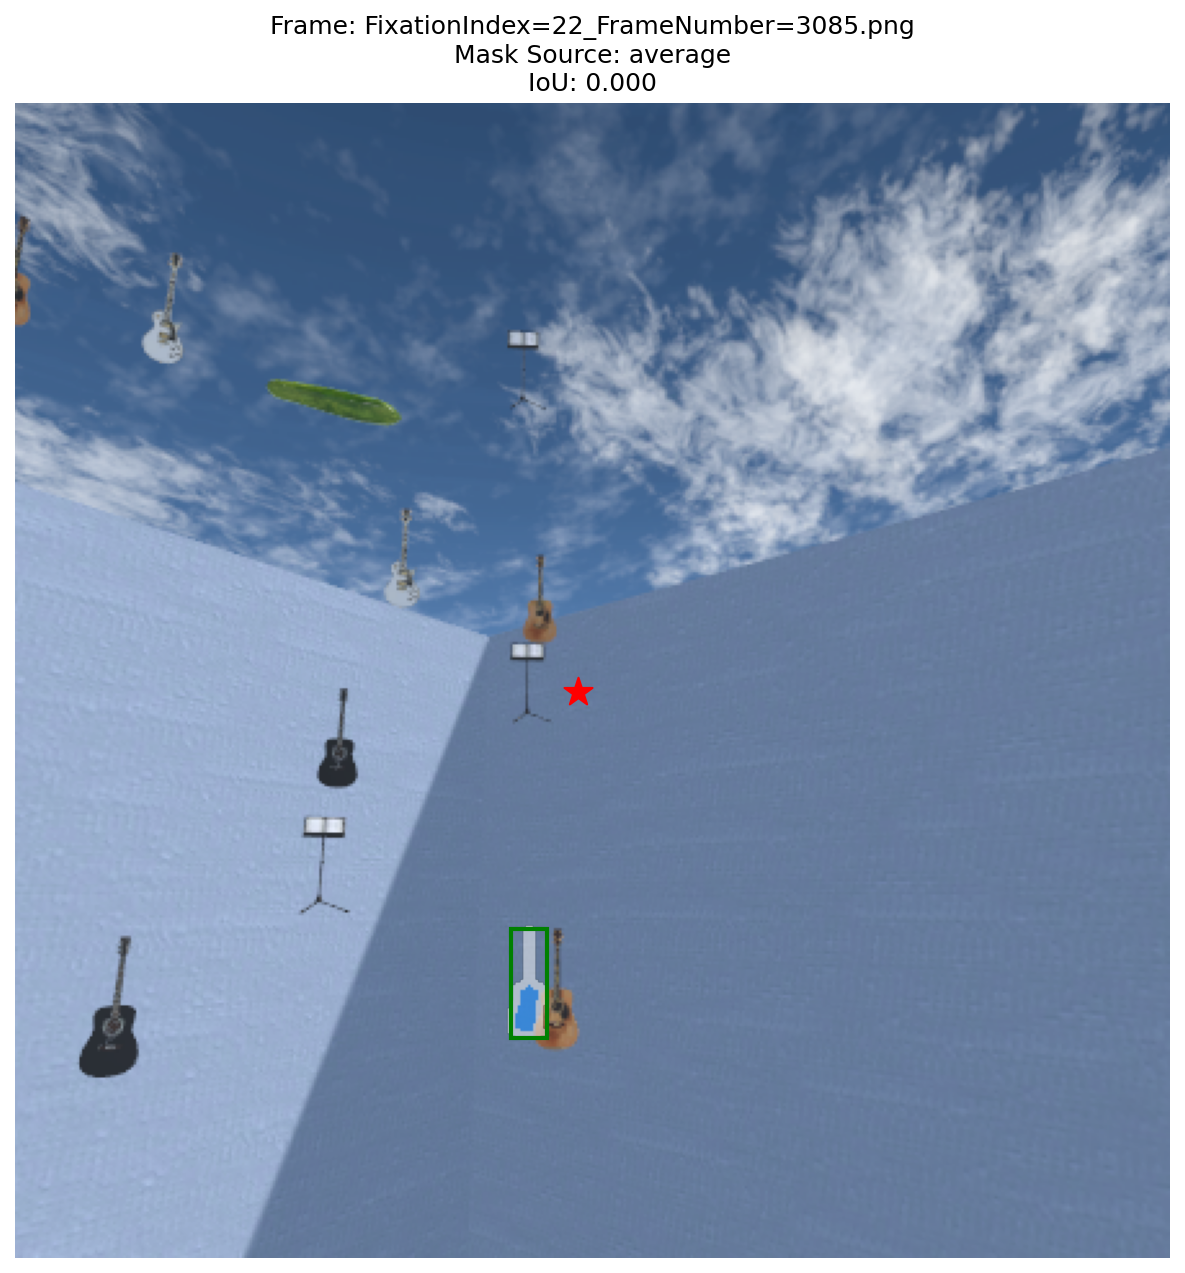 Frame: FixationIndex=22_FrameNumber=3085.png
Mask Source: average
IoU: 0.000